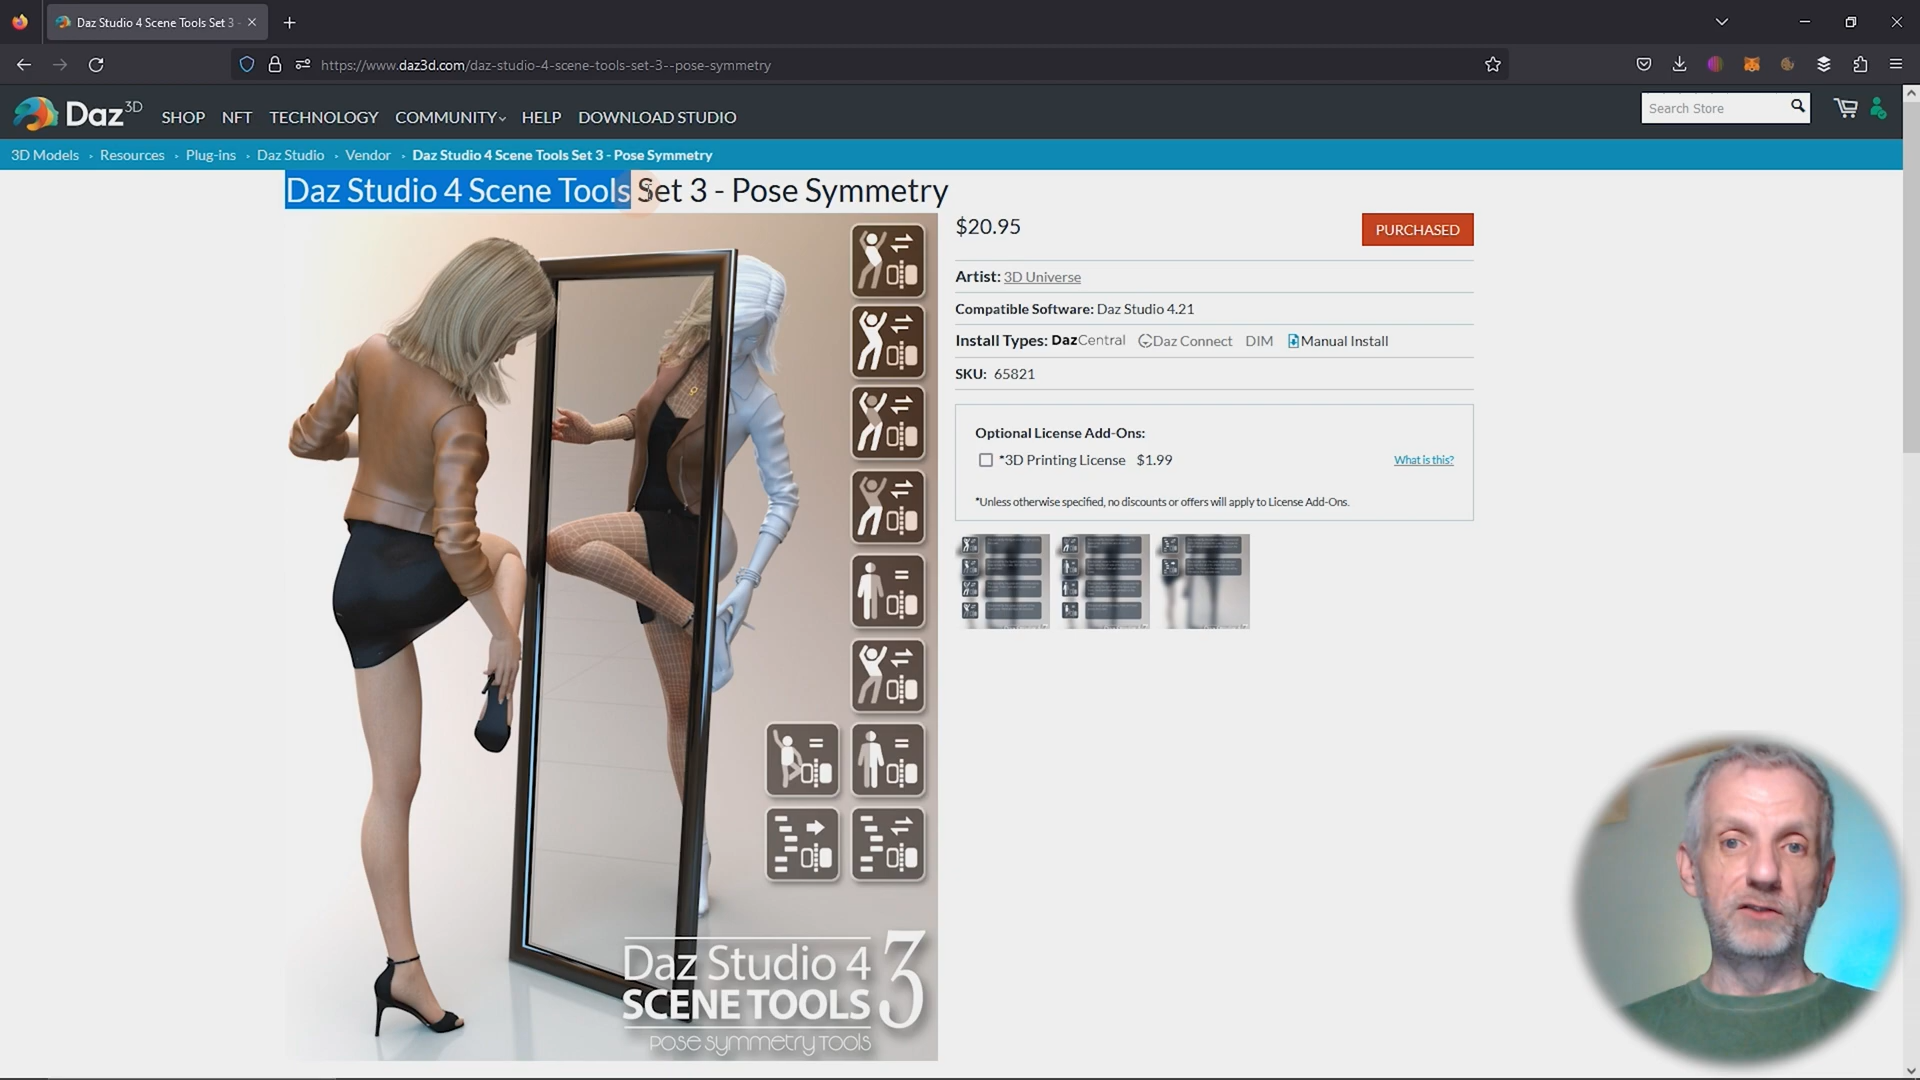 Daz Studio 4 Scene Tools Set 3 -
https://www.daz3d.com/daz-studio-4-scene-tools-set-3--pose-symmetry
Daz 3D SHOP NFT TECHNOLOGY COMMUNITY HELP DOWNLOAD STUDIO Search Store
3D Models Resources Plug-ins Daz Studio Vendor Daz Studio 4 Scene Tools Set 3 - Pose Symmetry
Daz Studio 4 Scene Tools Set 3 - Pose Symmetry
$20.95 PURCHASED
Artist: 3D Universe
Compatible Software: Daz Studio 4.21
Install Types: DazCentral Daz Connect DIM Manual Install
SKU: 65821
Optional License Add-Ons:
*3D Printing License $1.99 What is this?
*Unless otherwise specified, no discounts or offers will apply to License Add-Ons.
Daz Studio 4
SCENE TOOLS 3
pose symmetry tools